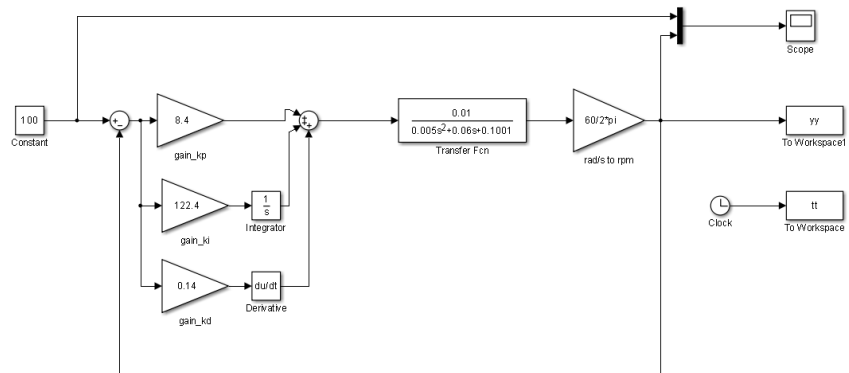 Scope
100
Constant
+
−
8.4
gain_kp
+
+
+
0.01
0.005s²+0.06s+0.1001
Transfer Fcn
60/2*pi
rad/s to rpm
yy
To Workspace1
122.4
gain_ki
1
s
Integrator
Clock
tt
To Workspace
0.14
gain_kd
du/dt
Derivative